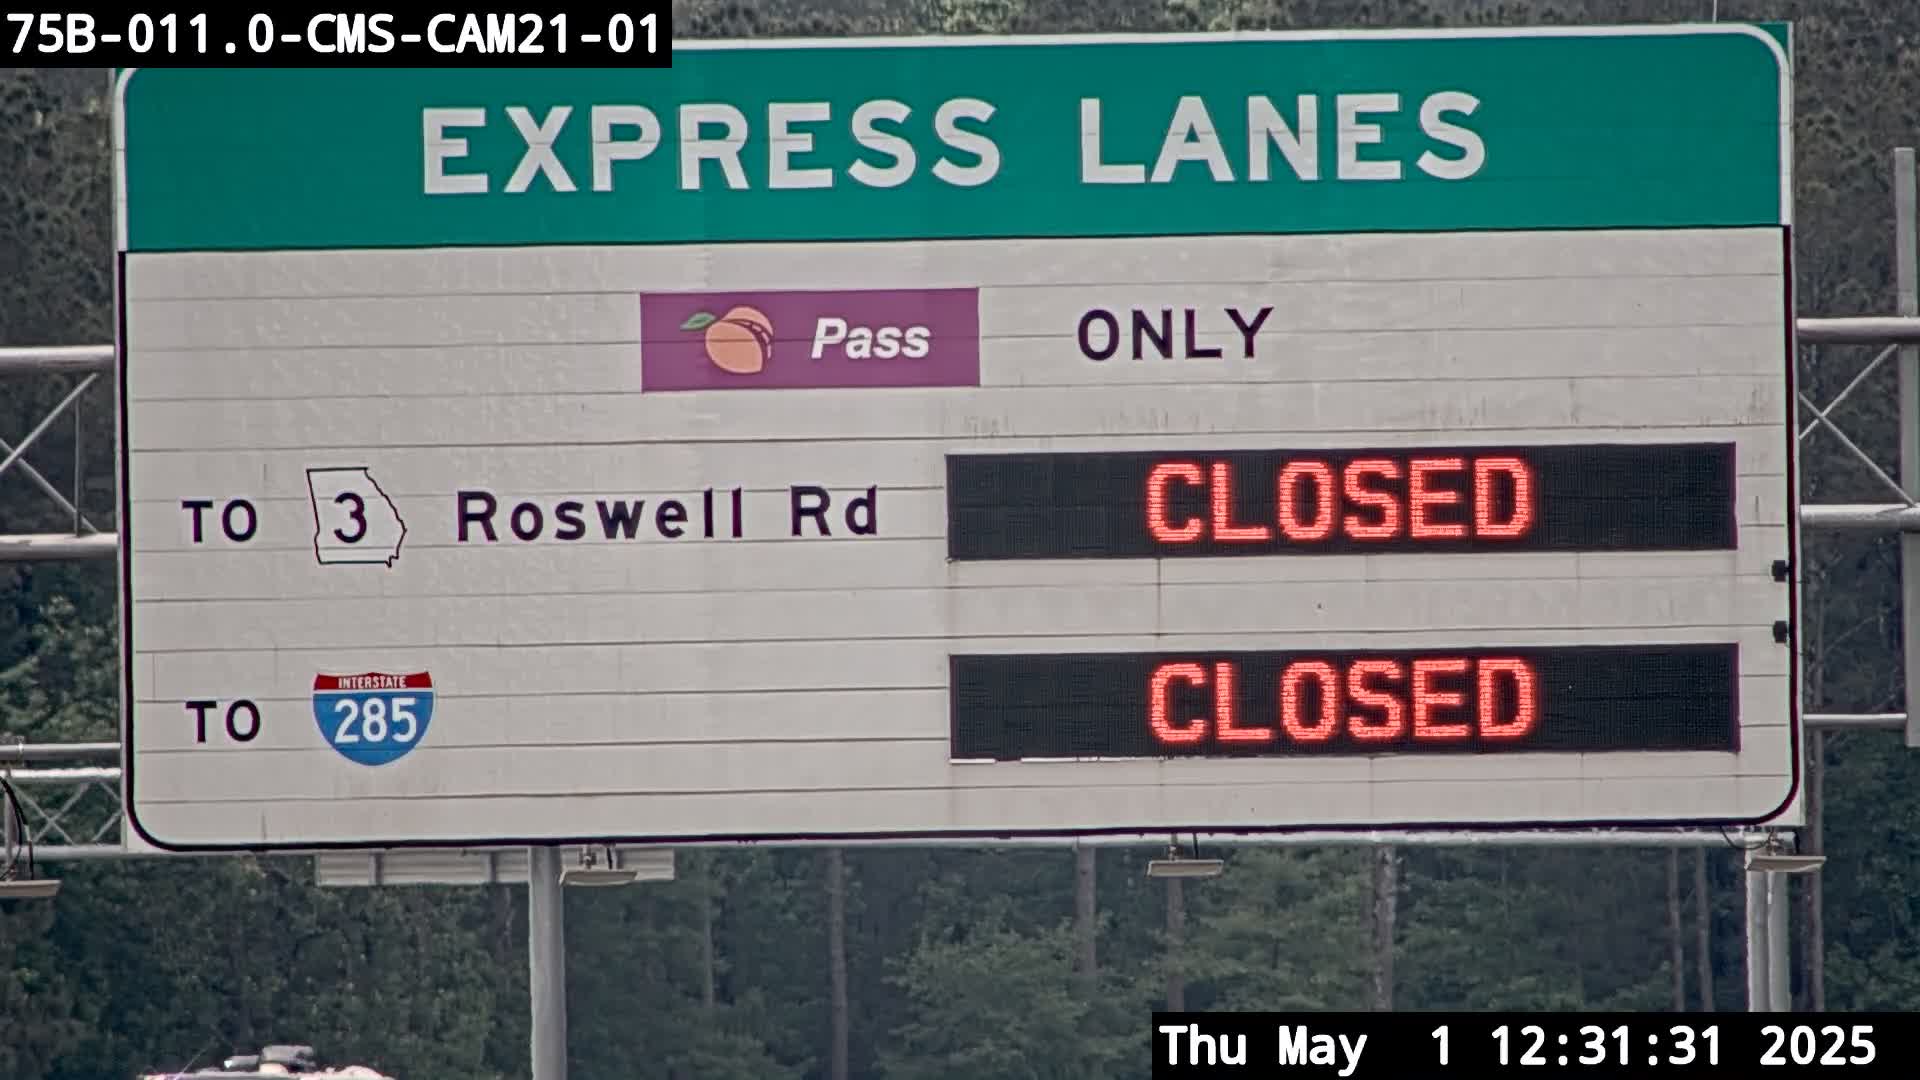 75B-011.0-CMS-CAM21-01
EXPRESS LANES
Pass ONLY
TO 3 Roswell Rd CLOSED
TO INTERSTATE 285 CLOSED
Thu May 1 12:31:31 2025